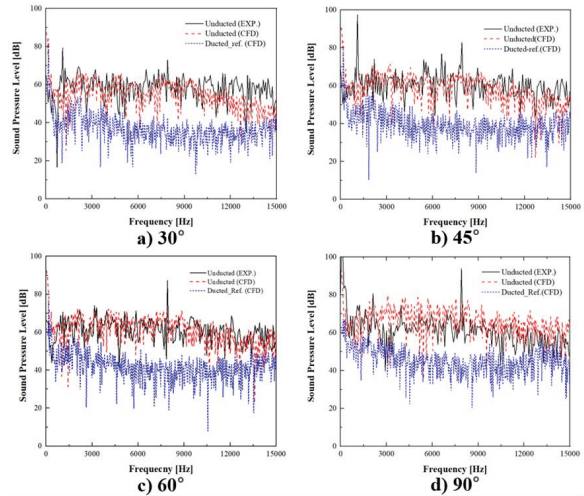 100
80
60
40
20
0
Sound Pressure Level [dB]
Unducted (EXP.)
Unducted (CFD)
Ducted_ref. (CFD)
0 3000 6000 9000 12000 15000
Frequency [Hz]
a) 30°
100
80
60
40
20
0
Sound Pressure Level [dB]
Unducted (EXP.)
Unducted(CFD)
Ducted-ref.(CFD)
0 3000 6000 9000 12000 15000
Frequency [Hz]
b) 45°
100
80
60
40
20
0
Sound Pressure Level [dB]
Unducted (EXP.)
Unducted (CFD)
Ducted_Ref. (CFD)
0 3000 6000 9000 12000 15000
Frequecny [Hz]
c) 60°
100
80
60
40
20
0
Sound Pressure Level [dB]
Unducted (EXP.)
Unducted (CFD)
Ducted_Ref.(CFD)
0 3000 6000 9000 12000 15000
Frequency [Hz]
d) 90°